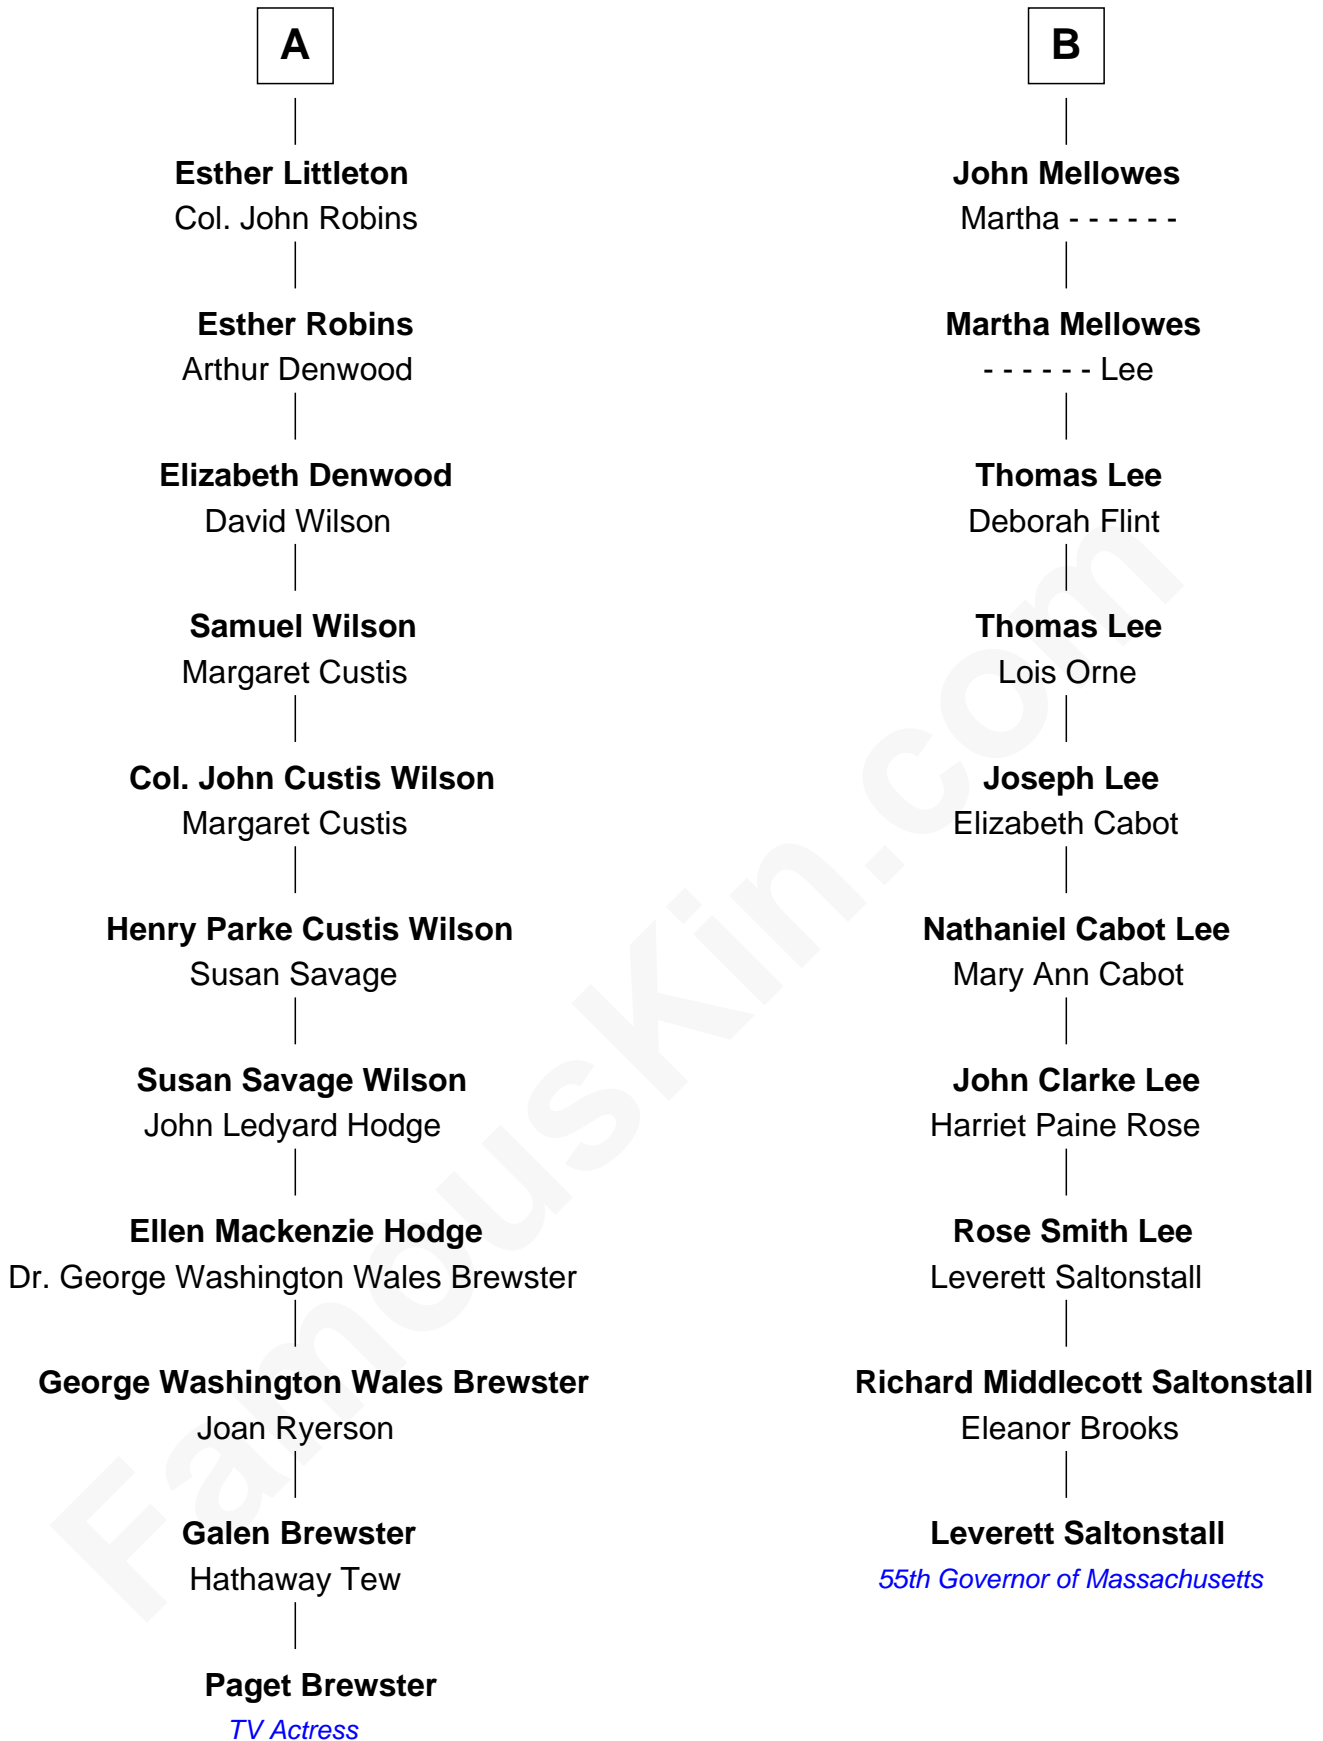 A
Esther Littleton
Col. John Robins
Esther Robins
Arthur Denwood
Elizabeth Denwood
David Wilson
Samuel Wilson
Margaret Custis
Col. John Custis Wilson
Margaret Custis
Henry Parke Custis Wilson
Susan Savage
Susan Savage Wilson
John Ledyard Hodge
Ellen Mackenzie Hodge
Dr. George Washington Wales Brewster
George Washington Wales Brewster
Joan Ryerson
Galen Brewster
Hathaway Tew
Paget Brewster
TV Actress
B
John Mellowes
Martha - - - - - -
Martha Mellowes
- - - - - - Lee
Thomas Lee
Deborah Flint
Thomas Lee
Lois Orne
Joseph Lee
Elizabeth Cabot
Nathaniel Cabot Lee
Mary Ann Cabot
John Clarke Lee
Harriet Paine Rose
Rose Smith Lee
Leverett Saltonstall
Richard Middlecott Saltonstall
Eleanor Brooks
Leverett Saltonstall
55th Governor of Massachusetts
FamousKin.com